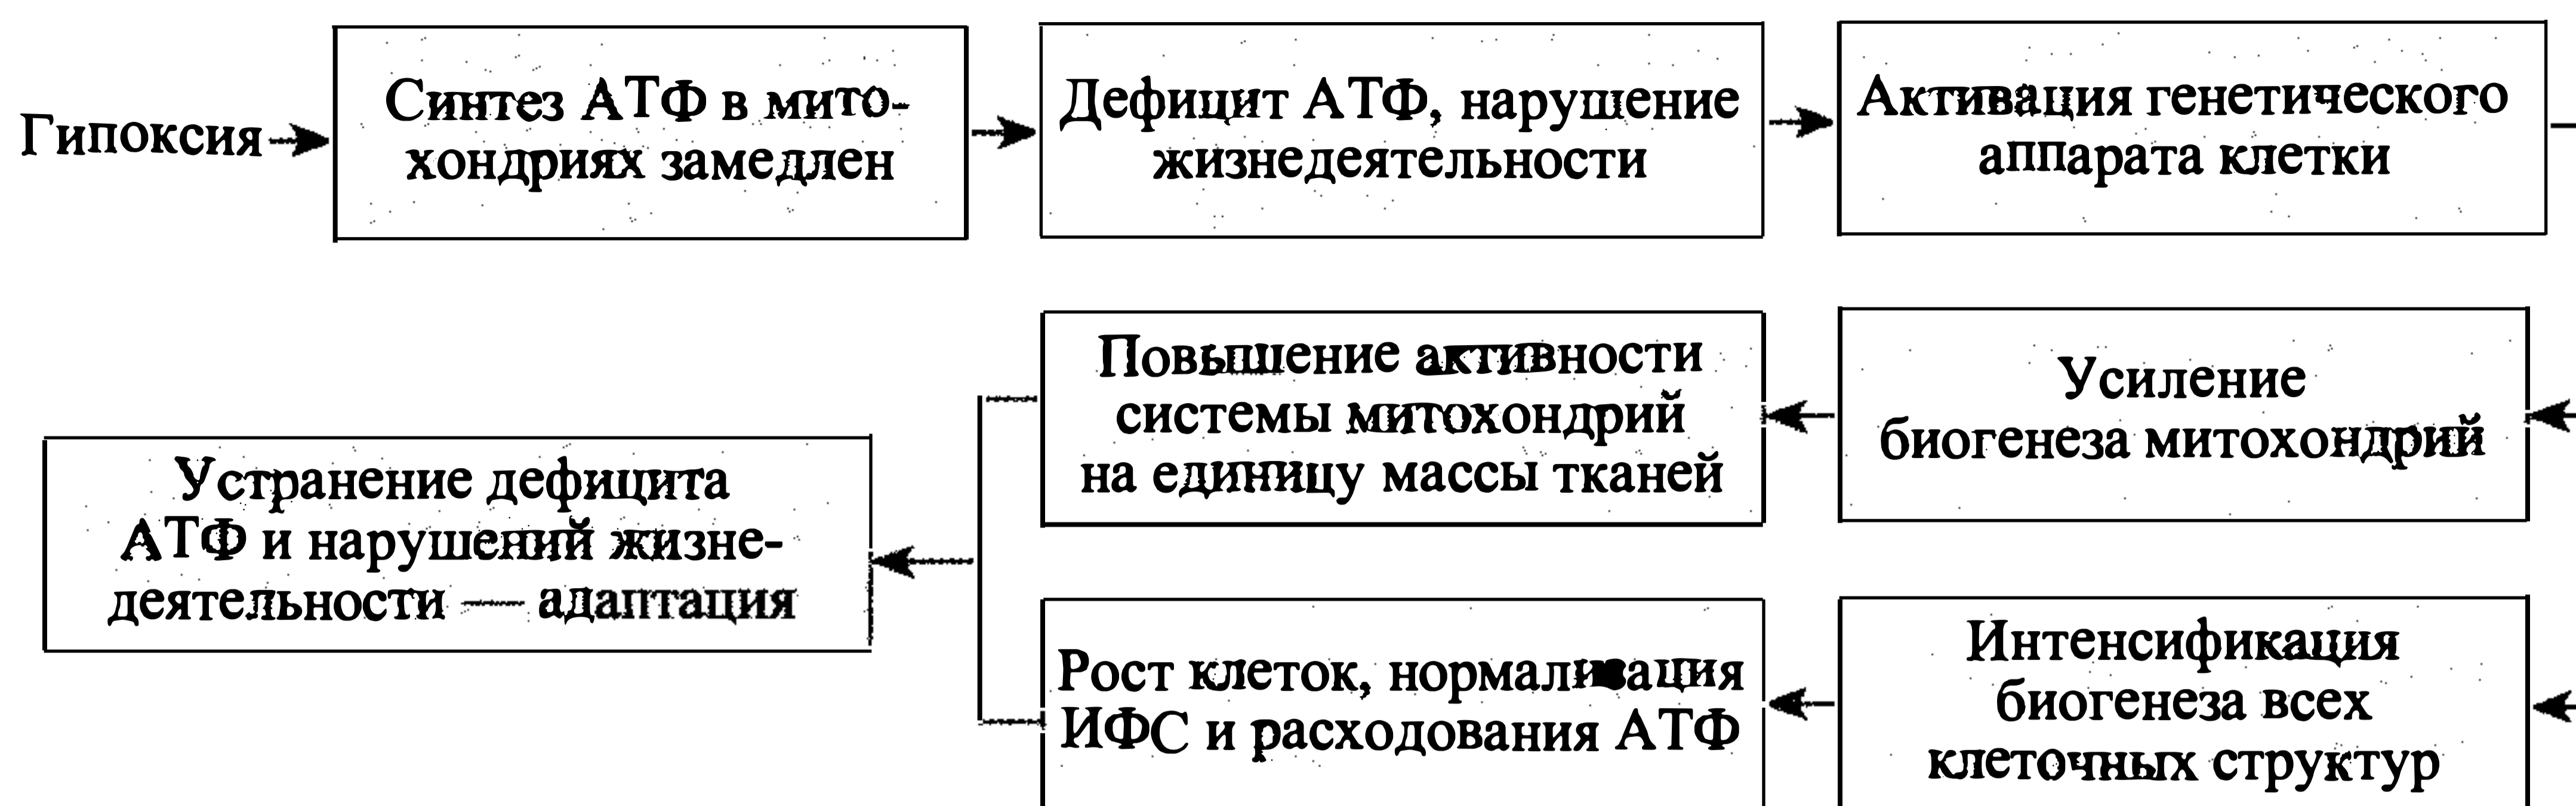 Гипоксия
Синтез АТФ в мито-
хондриях замедлен
Дефицит АТФ, нарушение
жизнедеятельности
Активация генетического
аппарата клетки
Усиление
биогенеза митохондрий
Повышение активности
системы митохондрий
на единицу массы тканей
Интенсификация
биогенеза всех
клеточных структур
Рост клеток, нормализация
ИФС и расходования АТФ
Устранение дефицита
АТФ и нарушений жизне-
деятельности — адаптация